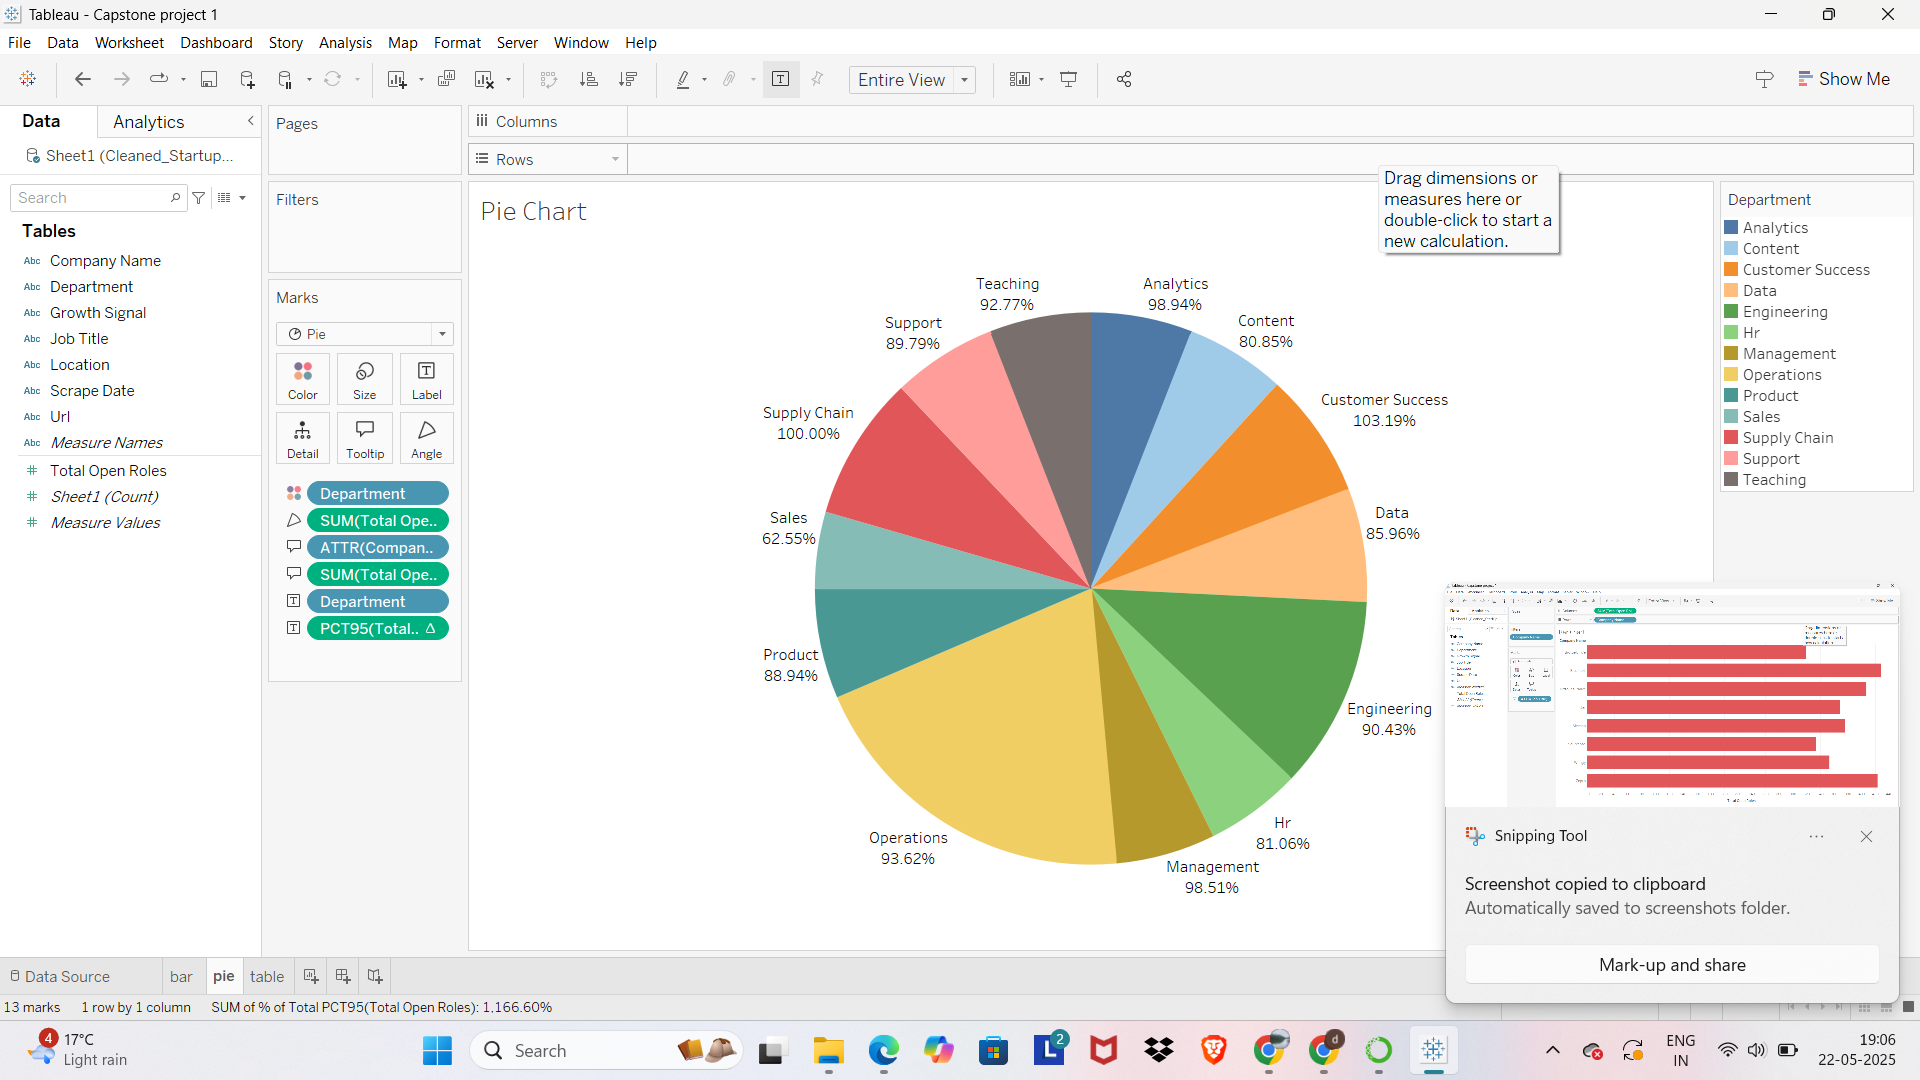 Tableau - Capstone project 1
File Data Worksheet Dashboard Story Analysis Map Format Server Window Help
Entire View
Show Me
Data
Analytics
Sheet1 (Cleaned_Startup...
Search
Tables
Abc Company Name
Abc Department
Abc Growth Signal
Abc Job Title
Abc Location
Abc Scrape Date
Abc Url
Abc Measure Names
Total Open Roles
Sheet1 (Count)
Measure Values
Pages
Filters
Marks
Pie
Color
Size
Label
Detail
Tooltip
Angle
Department
SUM(Total Ope..
ATTR(Compan..
SUM(Total Ope..
Department
PCT95(Total.. Δ
Columns
Rows
Drag dimensions or
measures here or
double-click to start a
new calculation.
Pie Chart
Teaching
92.77%
Analytics
98.94%
Support
89.79%
Content
80.85%
Customer Success
103.19%
Supply Chain
100.00%
Data
85.96%
Sales
62.55%
Product
88.94%
Engineering
90.43%
Operations
93.62%
Hr
81.06%
Management
98.51%
Department
Analytics
Content
Customer Success
Data
Engineering
Hr
Management
Operations
Product
Sales
Supply Chain
Support
Teaching
Snipping Tool
Screenshot copied to clipboard
Automatically saved to screenshots folder.
Mark-up and share
Data Source
bar
pie
table
13 marks 1 row by 1 column SUM of % of Total PCT95(Total Open Roles): 1,166.60%
4
17°C
Light rain
Search
2
ENG
IN
19:06
22-05-2025